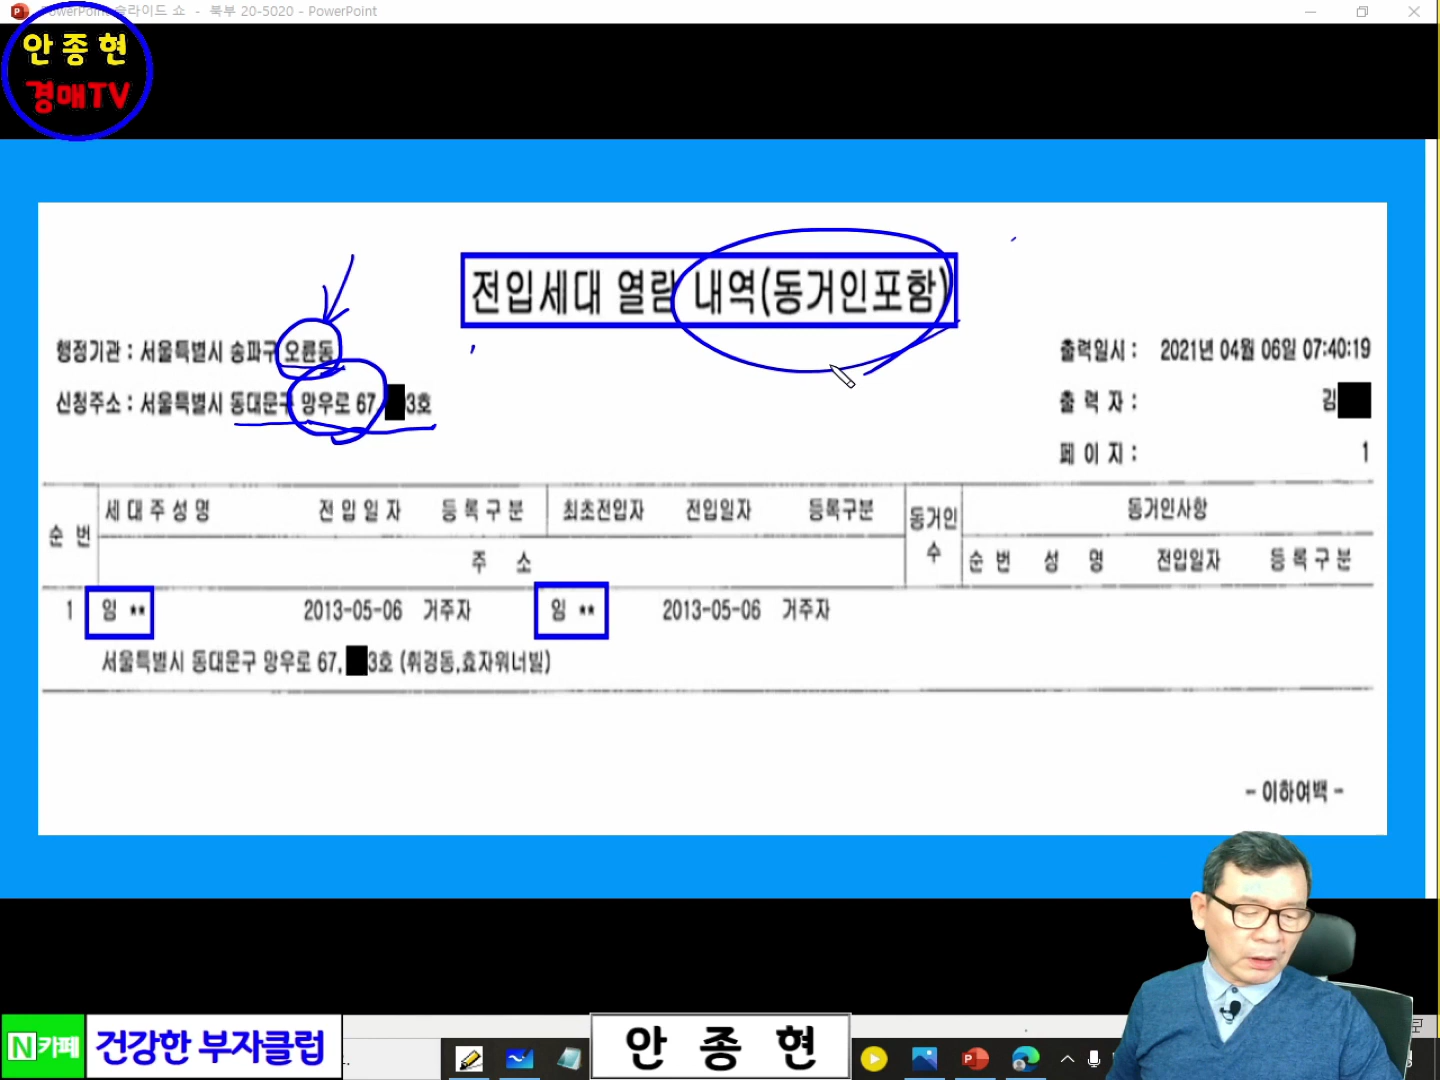 PowerPoint 슬라이드 쇼 - 북부 20-5020 - PowerPoint
안종현
경매TV
전입세대 열람 내역(동거인포함)
행정기관 : 서울특별시 송파구 오륜동
출력일시 : 2021년 04월 06일 07:40:19
신청주소 : 서울특별시 동대문구 망우로 67, 3호
출력자 : 김
페이지 : 1
순번 세대주성명 전입일자 등록구분 최초전입자 전입일자 등록구분 동거인수 동거인사항
주소 순번 성명 전입일자 등록구분
1 임 ** 2013-05-06 거주자 임 ** 2013-05-06 거주자
서울특별시 동대문구 망우로 67, 3호 (휘경동,효자위너빌)
- 이하여백 -
N카페 건강한 부자클럽
안 종 현